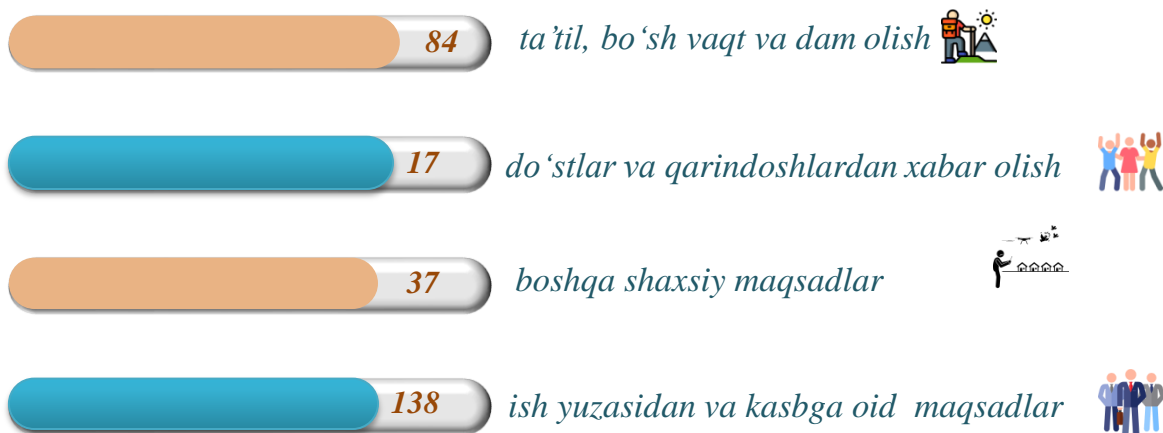 84 ta’til, bo‘sh vaqt va dam olish
17 do‘stlar va qarindoshlardan xabar olish
37 boshqa shaxsiy maqsadlar
138 ish yuzasidan va kasbga oid maqsadlar